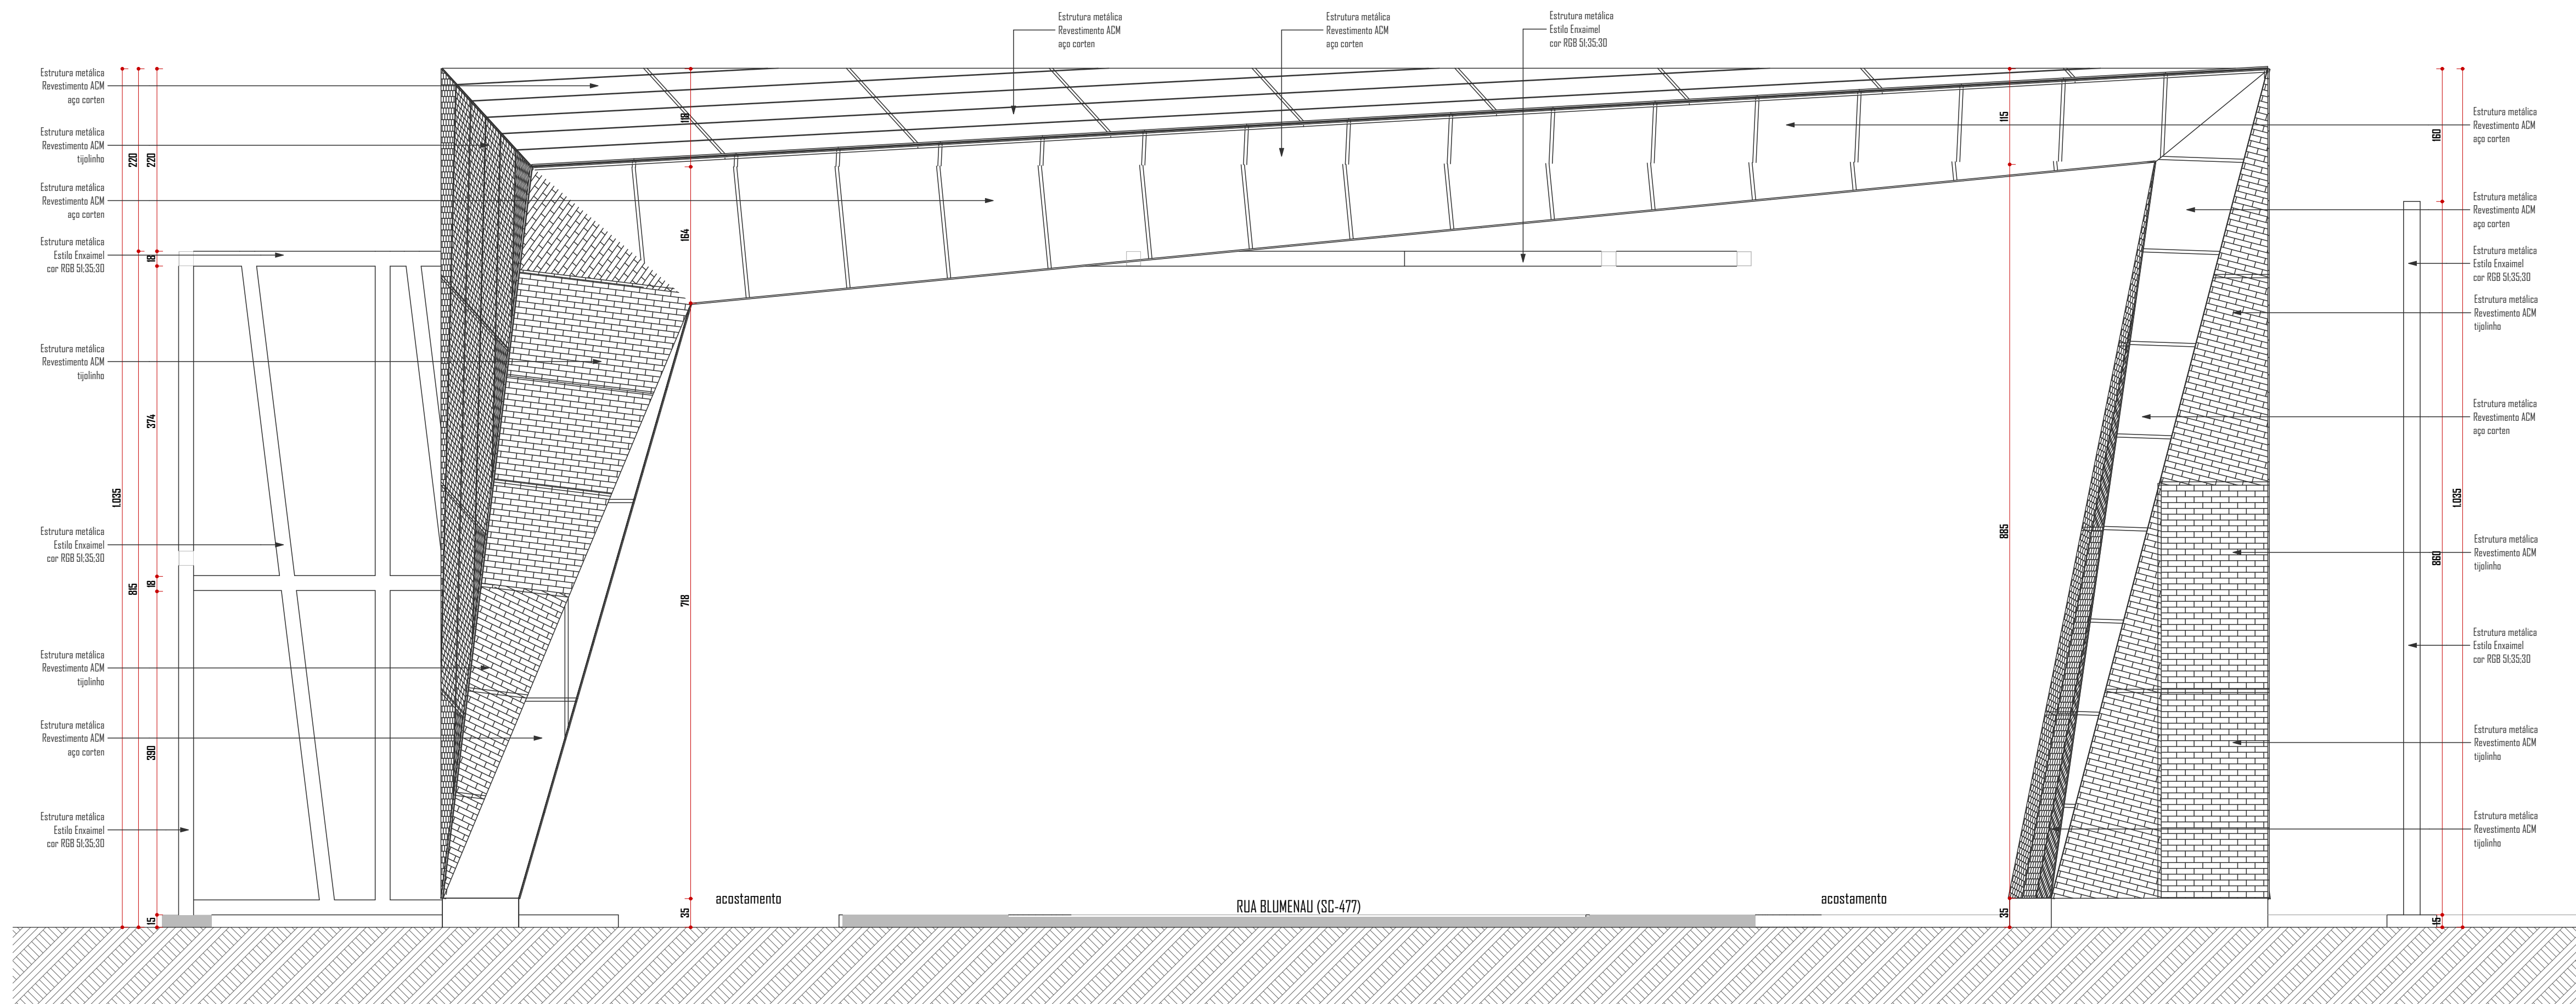 Estrutura metálica
Revestimento ACM
aço corten
Estrutura metálica
Revestimento ACM
aço corten
Estrutura metálica
Estilo Enxaimel
cor RGB 51;35;30
Estrutura metálica
Revestimento ACM
aço corten
Estrutura metálica
Revestimento ACM
tijolinho
Estrutura metálica
Revestimento ACM
aço corten
Estrutura metálica
Estilo Enxaimel
cor RGB 51;35;30
Estrutura metálica
Revestimento ACM
tijolinho
Estrutura metálica
Estilo Enxaimel
cor RGB 51;35;30
Estrutura metálica
Revestimento ACM
tijolinho
Estrutura metálica
Revestimento ACM
aço corten
Estrutura metálica
Estilo Enxaimel
cor RGB 51;35;30
1.035
220
815
220
18
374
18
390
15
118
164
718
35
acostamento
RUA BLUMENAU (SC-477)
acostamento
115
885
35
160
860
15
1.035
Estrutura metálica
Revestimento ACM
aço corten
Estrutura metálica
Revestimento ACM
aço corten
Estrutura metálica
Estilo Enxaimel
cor RGB 51;35;30
Estrutura metálica
Revestimento ACM
tijolinho
Estrutura metálica
Revestimento ACM
aço corten
Estrutura metálica
Revestimento ACM
tijolinho
Estrutura metálica
Estilo Enxaimel
cor RGB 51;35;30
Estrutura metálica
Revestimento ACM
tijolinho
Estrutura metálica
Revestimento ACM
tijolinho